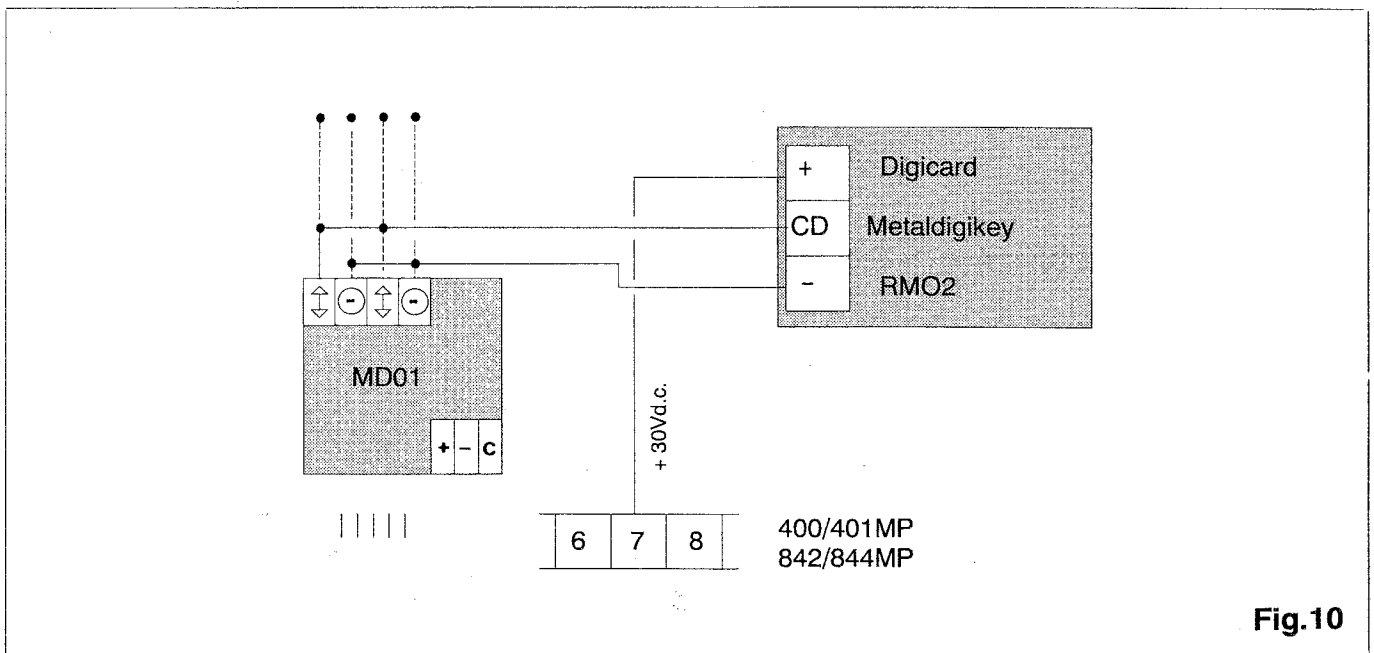 + Digicard
CD Metaldigikey
− RMO2
MD01
+ − C
+ 30Vd.c.
6 7 8 400/401MP
842/844MP
Fig.10